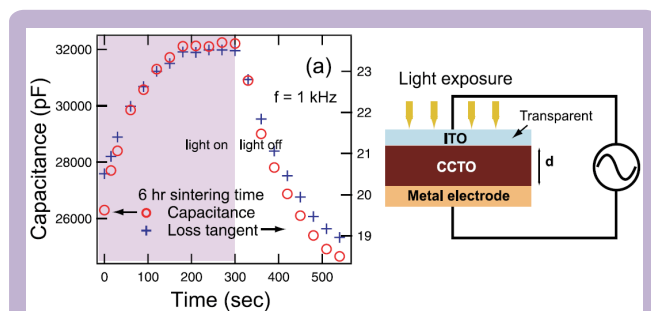 32000
30000
28000
26000
Capacitance (pF)
(a)
f = 1 kHz
light on
light off
6 hr sintering time
Capacitance
Loss tangent
23
22
21
20
19
0
100
200
300
400
500
Time (sec)
Light exposure
Transparent
ITO
CCTO
d
Metal electrode